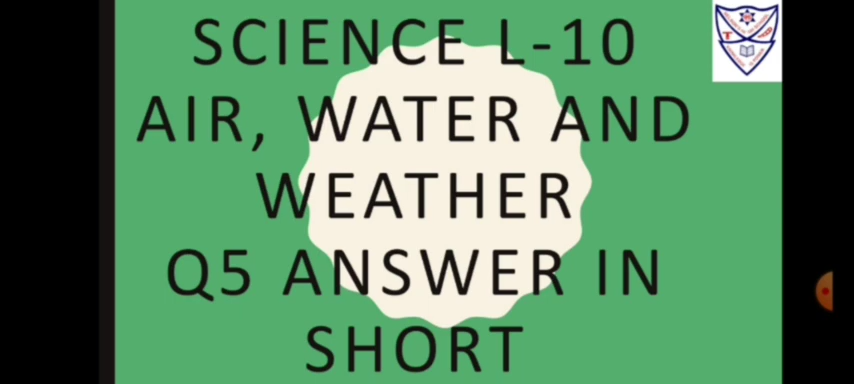 SCIENCE L-10
AIR, WATER AND
WEATHER
Q5 ANSWER IN
SHORT